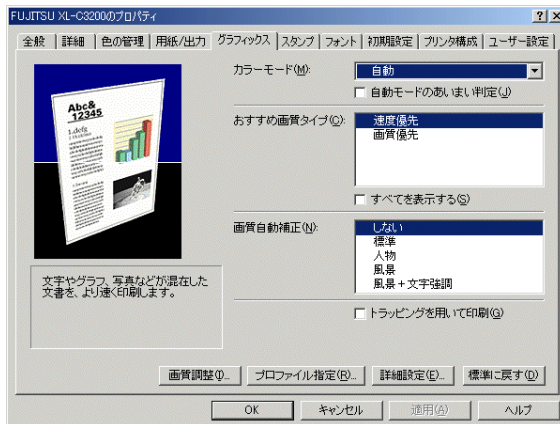 FUJITSU XL-C3200のプロパティ
全般 詳細 色の管理 用紙/出力 グラフィックス スタンプ フォント 初期設定 プリンタ構成 ユーザー設定
カラーモード(M):
自動
自動モードのあいまい判定(J)
おすすめ画質タイプ(C):
速度優先
画質優先
すべてを表示する(S)
画質自動補正(N):
しない
標準
人物
風景
風景+文字強調
トラッピングを用いて印刷(G)
Abc&
12345
1.defg
文字やグラフ、写真などが混在した
文書を、より速く印刷します。
画質調整(I)... プロファイル指定(R)... 詳細設定(E)... 標準に戻す(D)
OK キャンセル 適用(A) ヘルプ